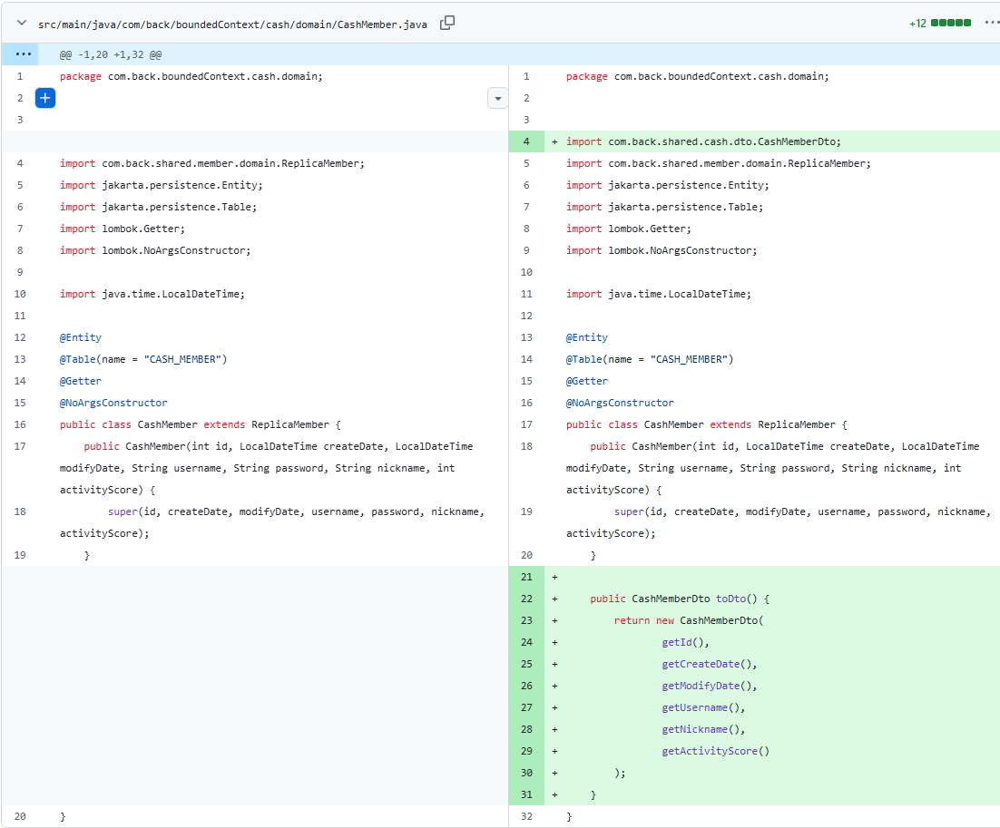 src/main/java/com/back/boundedContext/cash/domain/CashMember.java
+12
@@ -1,20 +1,32 @@
1 package com.back.boundedContext.cash.domain;
2
3
4 import com.back.shared.member.domain.ReplicaMember;
5 import jakarta.persistence.Entity;
6 import jakarta.persistence.Table;
7 import lombok.Getter;
8 import lombok.NoArgsConstructor;
9
10 import java.time.LocalDateTime;
11
12 @Entity
13 @Table(name = "CASH_MEMBER")
14 @Getter
15 @NoArgsConstructor
16 public class CashMember extends ReplicaMember {
17 public CashMember(int id, LocalDateTime createDate, LocalDateTime
modifyDate, String username, String password, String nickname, int
activityScore) {
18 super(id, createDate, modifyDate, username, password, nickname,
activityScore);
19 }
20 }
1 package com.back.boundedContext.cash.domain;
2
3
4 + import com.back.shared.cash.dto.CashMemberDto;
5 import com.back.shared.member.domain.ReplicaMember;
6 import jakarta.persistence.Entity;
7 import jakarta.persistence.Table;
8 import lombok.Getter;
9 import lombok.NoArgsConstructor;
10
11 import java.time.LocalDateTime;
12
13 @Entity
14 @Table(name = "CASH_MEMBER")
15 @Getter
16 @NoArgsConstructor
17 public class CashMember extends ReplicaMember {
18 public CashMember(int id, LocalDateTime createDate, LocalDateTime
modifyDate, String username, String password, String nickname, int
activityScore) {
19 super(id, createDate, modifyDate, username, password, nickname,
activityScore);
20 }
21 +
22 + public CashMemberDto toDto() {
23 + return new CashMemberDto(
24 + getId(),
25 + getCreateDate(),
26 + getModifyDate(),
27 + getUsername(),
28 + getNickname(),
29 + getActivityScore()
30 + );
31 + }
32 }